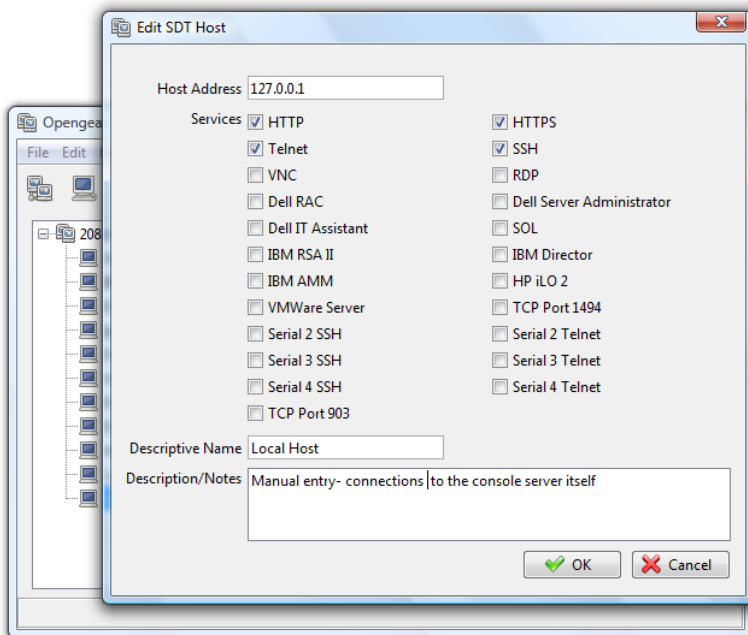 Edit SDT Host
Host Address 127.0.0.1
Services HTTP HTTPS
Telnet SSH
VNC RDP
Dell RAC Dell Server Administrator
Dell IT Assistant SOL
IBM RSA II IBM Director
IBM AMM HP iLO 2
VMWare Server TCP Port 1494
Serial 2 SSH Serial 2 Telnet
Serial 3 SSH Serial 3 Telnet
Serial 4 SSH Serial 4 Telnet
TCP Port 903
Descriptive Name Local Host
Description/Notes Manual entry- connections to the console server itself
OK Cancel
Opengea
File Edit
208